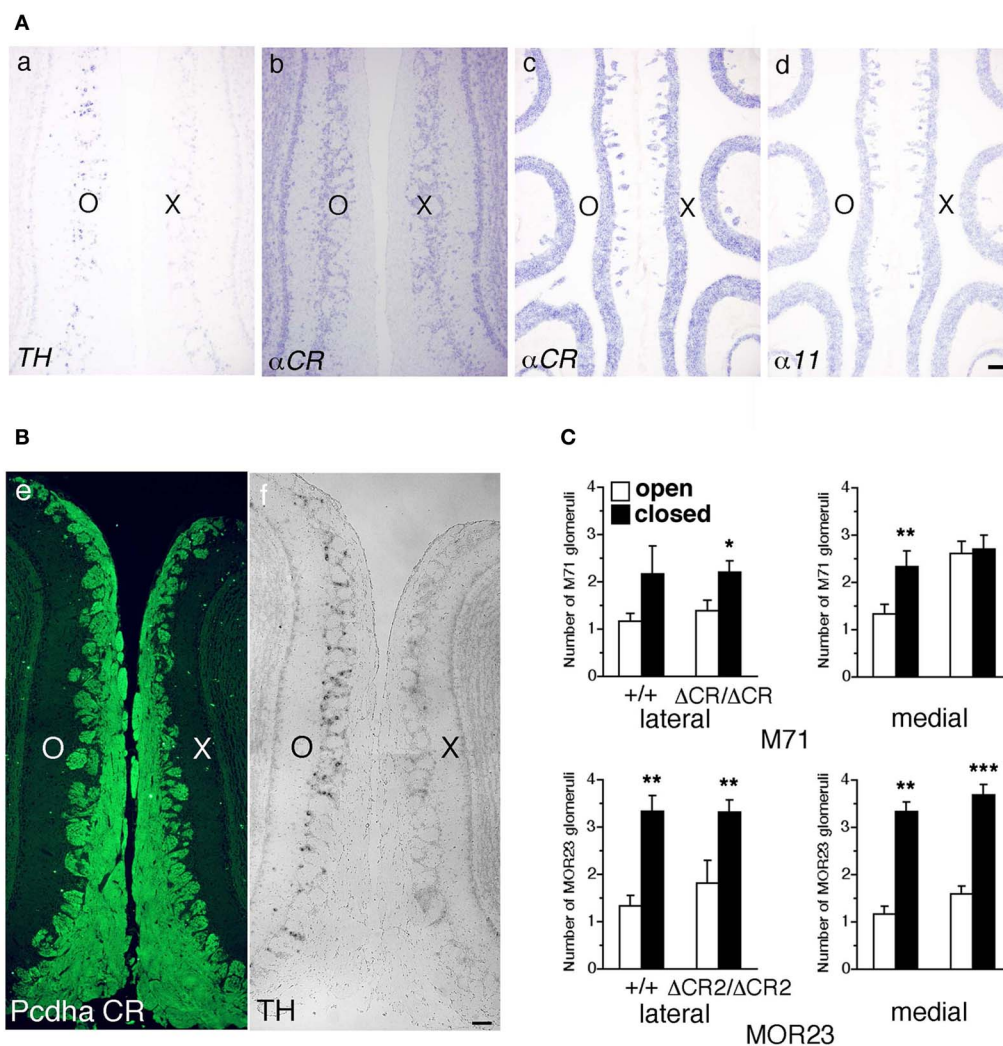 A
a
b
c
d
O
X
O
X
O
X
O
X
TH
αCR
αCR
α11
B
C
e
f
O
X
O
X
Pcdha CR
TH
open
closed
Number of M71 glomeruli
4
3
2
1
0
*
+/+
ΔCR/ΔCR
lateral
Number of M71 glomeruli
4
3
2
1
0
**
medial
M71
Number of MOR23 glomeruli
4
3
2
1
0
**
**
+/+
ΔCR2/ΔCR2
lateral
Number of MOR23 glomeruli
4
3
2
1
0
**
***
medial
MOR23